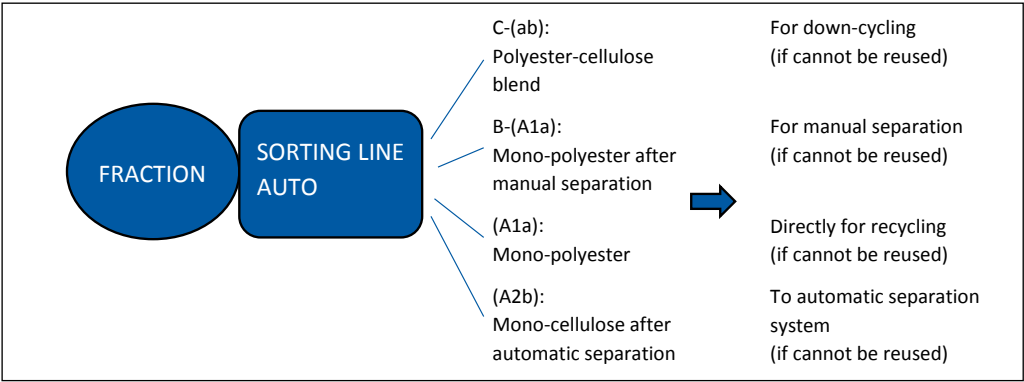 FRACTION
SORTING LINE
AUTO
C-(ab):
Polyester-cellulose
blend
For down-cycling
(if cannot be reused)
B-(A1a):
Mono-polyester after
manual separation
For manual separation
(if cannot be reused)
(A1a):
Mono-polyester
Directly for recycling
(if cannot be reused)
(A2b):
Mono-cellulose after
automatic separation
To automatic separation
system
(if cannot be reused)